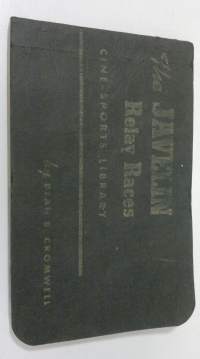 The JAVELIN
Relay Races
CINE-SPORTS LIBRARY
by DEAN B. CROMWELL